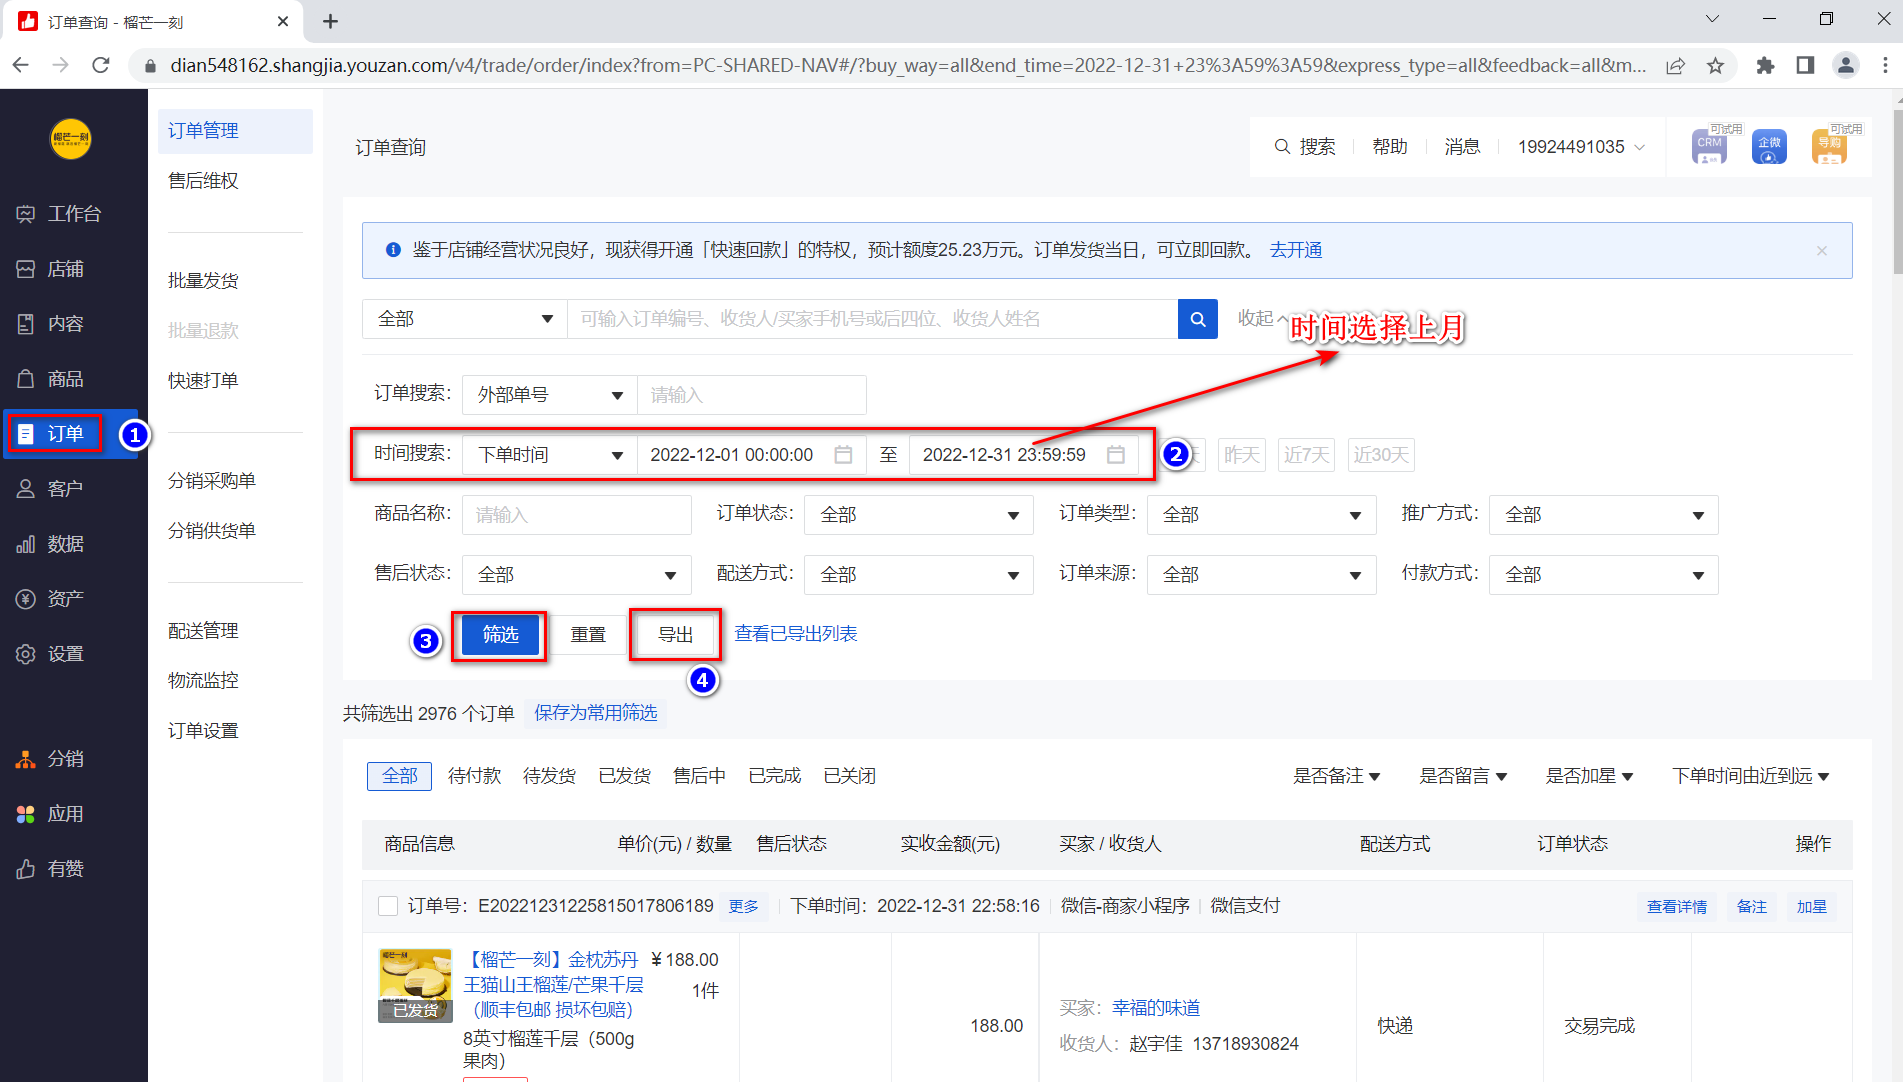 订单查询 - 榴芒一刻
dian548162.shangjia.youzan.com/v4/trade/order/index?from=PC-SHARED-NAV#/?buy_way=all&end_time=2022-12-31+23%3A59%3A59&express_type=all&feedback=all&m...
榴芒一刻
工作台
店铺
内容
商品
订单
1
客户
数据
资产
设置
分销
应用
有赞
订单管理
售后维权
批量发货
批量退款
快速打单
分销采购单
分销供货单
配送管理
物流监控
订单设置
订单查询
搜索 帮助 消息 19924491035
CRM 可试用 企微 导购 可试用
鉴于店铺经营状况良好，现获得开通「快速回款」的特权，预计额度25.23万元。订单发货当日，可立即回款。 去开通
全部 可输入订单编号、收货人/买家手机号或后四位、收货人姓名 收起
时间选择上月
订单搜索： 外部单号 请输入
时间搜索： 下单时间 2022-12-01 00:00:00 至 2022-12-31 23:59:59 2 天 昨天 近7天 近30天
商品名称： 请输入 订单状态： 全部 订单类型： 全部 推广方式： 全部
售后状态： 全部 配送方式： 全部 订单来源： 全部 付款方式： 全部
3 筛选 重置 导出 查看已导出列表
4
共筛选出 2976 个订单 保存为常用筛选
全部 待付款 待发货 已发货 售后中 已完成 已关闭 是否备注 是否留言 是否加星 下单时间由近到远
商品信息 单价(元) / 数量 售后状态 实收金额(元) 买家 / 收货人 配送方式 订单状态 操作
订单号： E20221231225815017806189 更多 下单时间： 2022-12-31 22:58:16 微信-商家小程序 微信支付 查看详情 备注 加星
【榴芒一刻】金枕苏丹 ¥188.00
王猫山王榴莲/芒果千层 1件
（顺丰包邮 损坏包赔）
已发货
8英寸榴莲千层（500g
果肉）
188.00
买家： 幸福的味道
收货人： 赵宇佳 13718930824
快递
交易完成